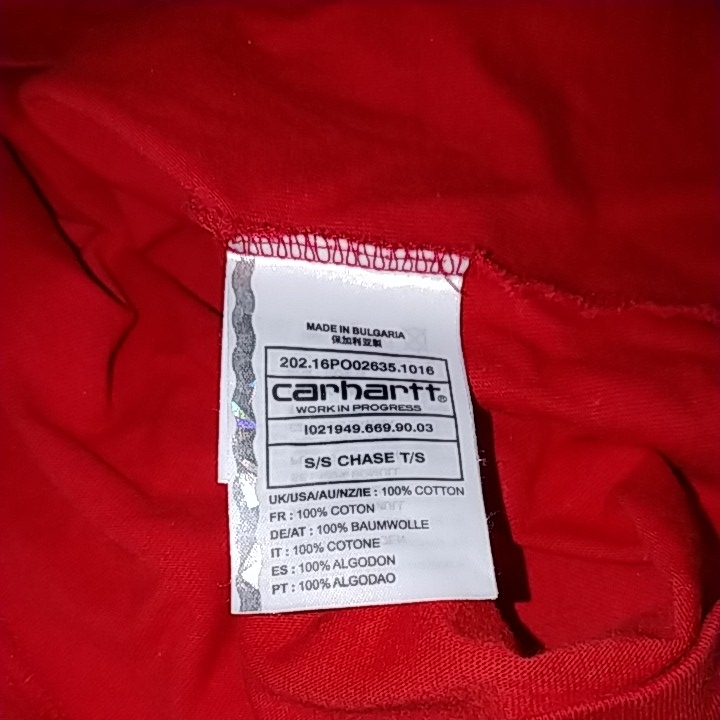 MADE IN BULGARIA
保加利亚製
202.16PO02635.1016
carhartt®
WORK IN PROGRESS
I021949.669.90.03
S/S CHASE T/S
UK/USA/AU/NZ/IE : 100% COTTON
FR : 100% COTON
DE/AT : 100% BAUMWOLLE
IT : 100% COTONE
ES : 100% ALGODON
PT : 100% ALGODAO